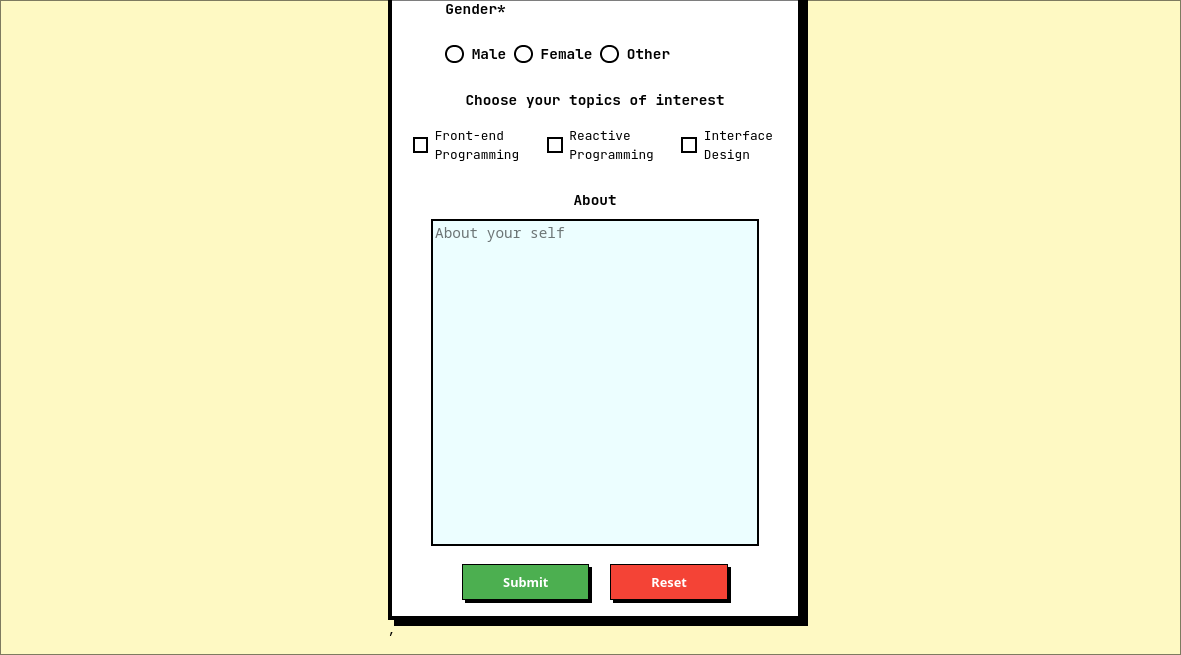 Gender*
Male Female Other
Choose your topics of interest
Front-end Programming
Reactive Programming
Interface Design
About
About your self
Submit Reset
,